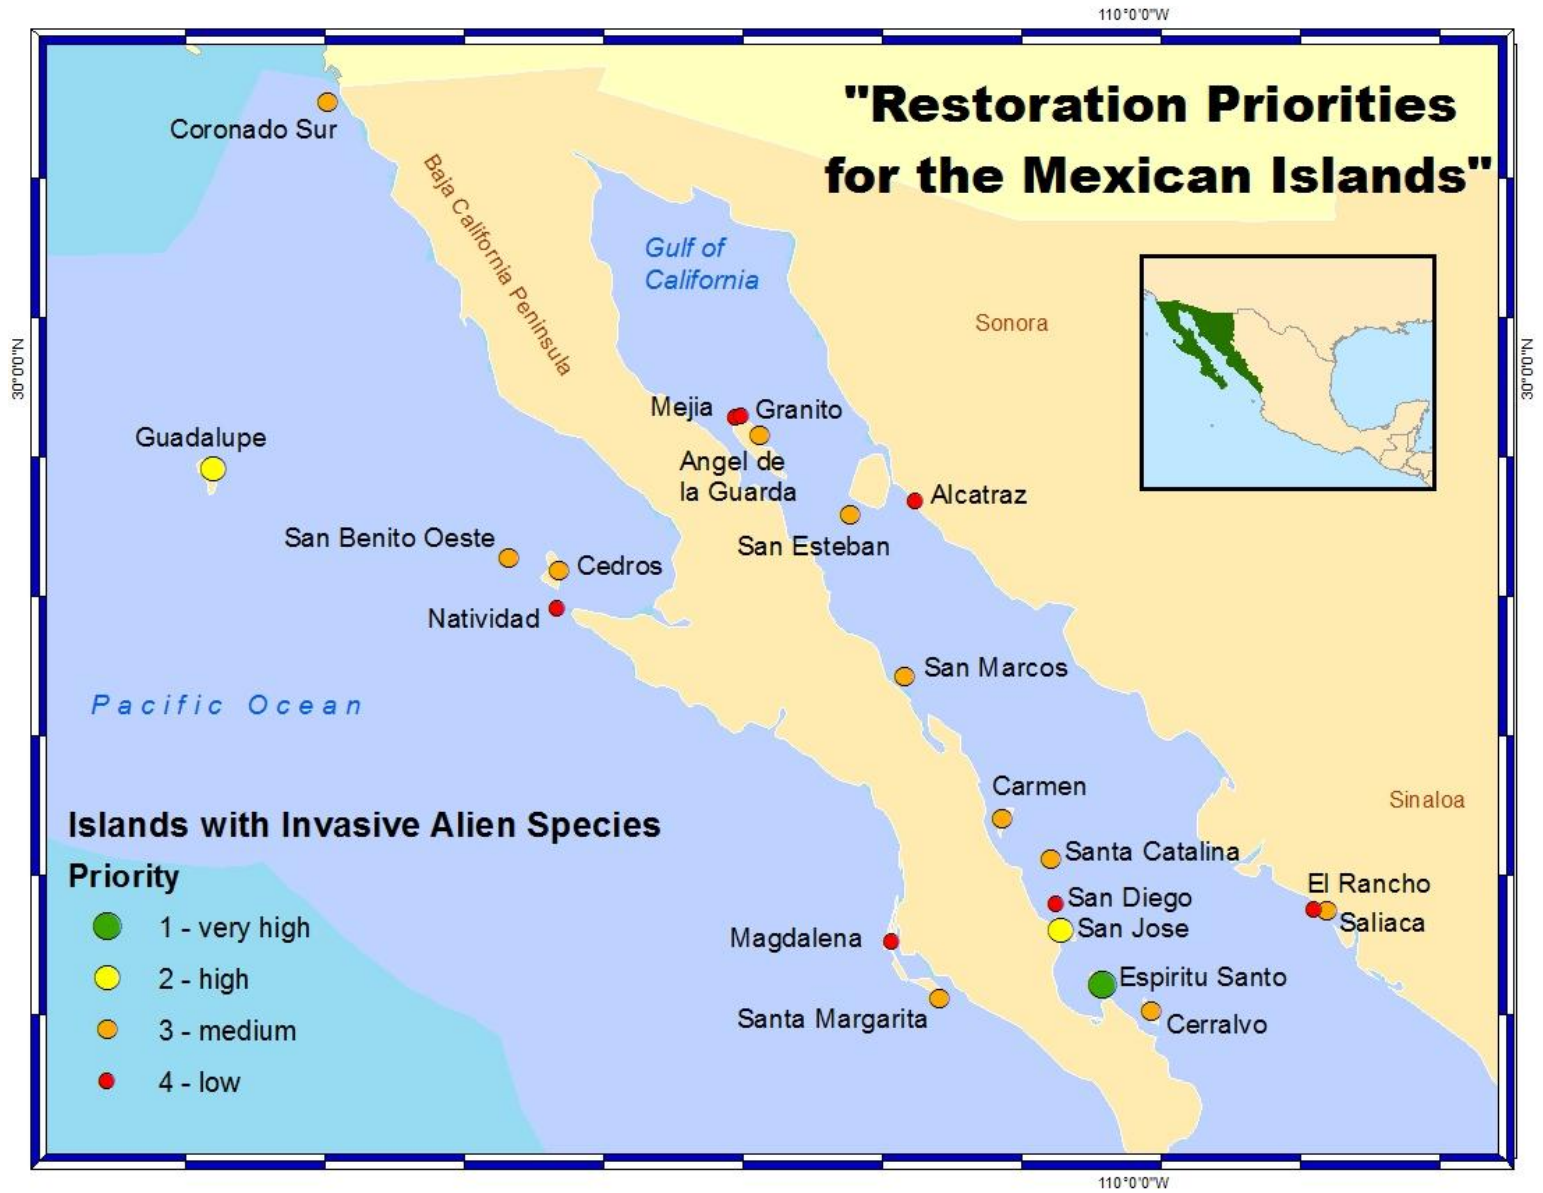 110°0'0"W
"Restoration Priorities
for the Mexican Islands"
Coronado Sur
Baja California Peninsula
Gulf of
California
Sonora
30°0'0"N
30°0'0"N
Mejia
Granito
Guadalupe
Angel de
la Guarda
Alcatraz
San Esteban
San Benito Oeste
Cedros
Natividad
San Marcos
Pacific Ocean
Carmen
Sinaloa
Islands with Invasive Alien Species
Santa Catalina
Priority
El Rancho
San Diego
Saliaca
1 - very high
San Jose
Magdalena
2 - high
Espiritu Santo
Santa Margarita
Cerralvo
3 - medium
4 - low
110°0'0"W